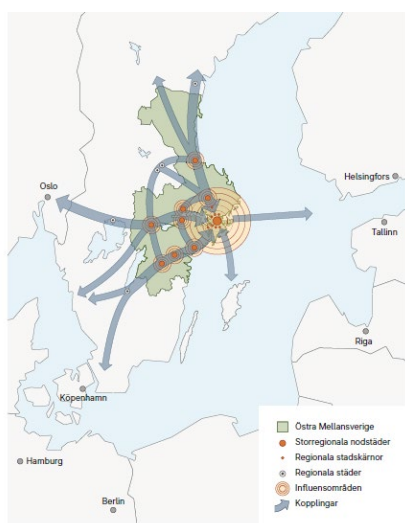 Oslo
Helsingfors
Tallinn
Riga
Köpenhamn
Hamburg
Berlin
Östra Mellansverige
Storregionala nodstäder
Regionala stadskärnor
Regionala städer
Influensområden
Kopplingar